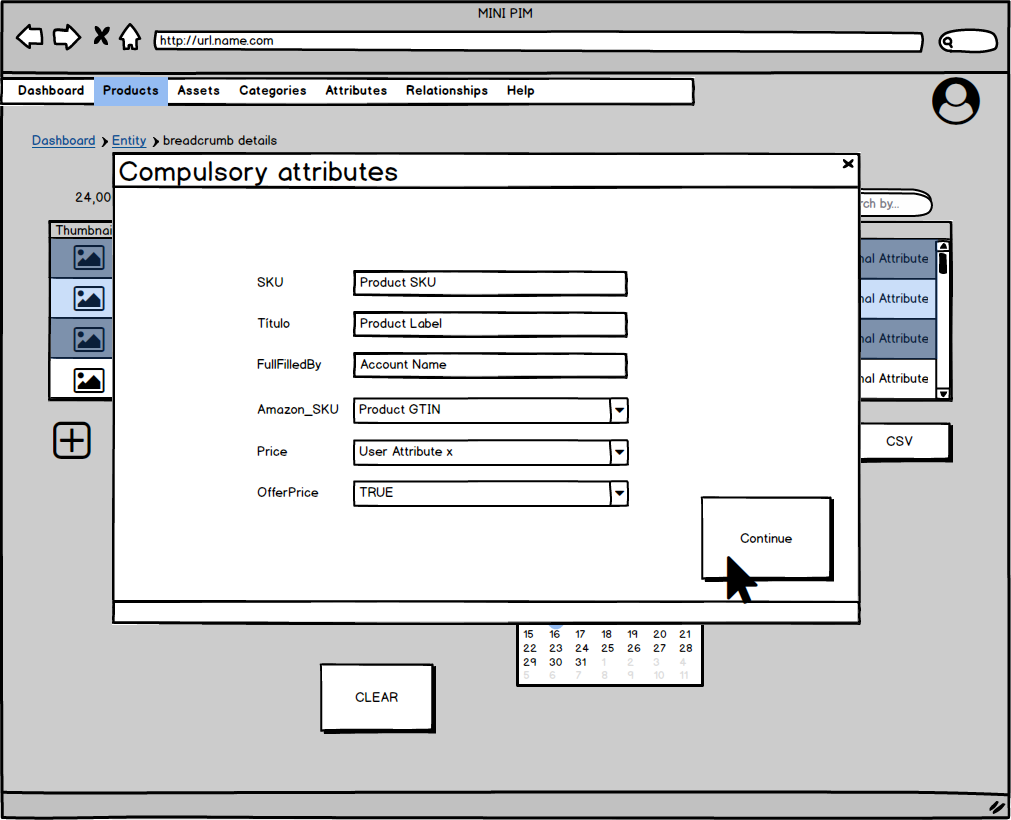 MINI PIM
http://url.name.com
Dashboard Products Assets Categories Attributes Relationships Help
Dashboard Entity breadcrumb details
Compulsory attributes
24,00
rch by...
Thumbnai
nal Attribute
nal Attribute
nal Attribute
nal Attribute
SKU Product SKU
Título Product Label
FullFilledBy Account Name
Amazon_SKU Product GTIN
CSV
Price User Attribute x
OfferPrice TRUE
Continue
15 16 17 18 19 20 21
22 23 24 25 26 27 28
29 30 31 1 2 3 4
5 6 7 8 9 10 11
CLEAR